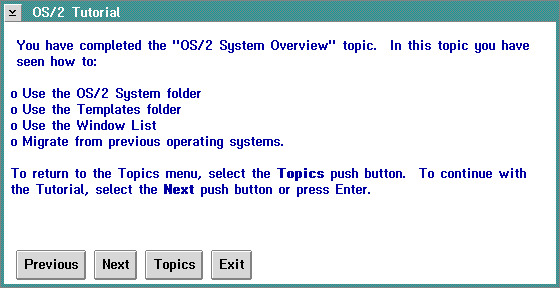 OS/2 Tutorial
You have completed the "OS/2 System Overview" topic.  In this topic you have
seen how to:
o Use the OS/2 System folder
o Use the Templates folder
o Use the Window List
o Migrate from previous operating systems.
To return to the Topics menu, select the Topics push button.  To continue with
the Tutorial, select the Next push button or press Enter.
Previous Next Topics Exit